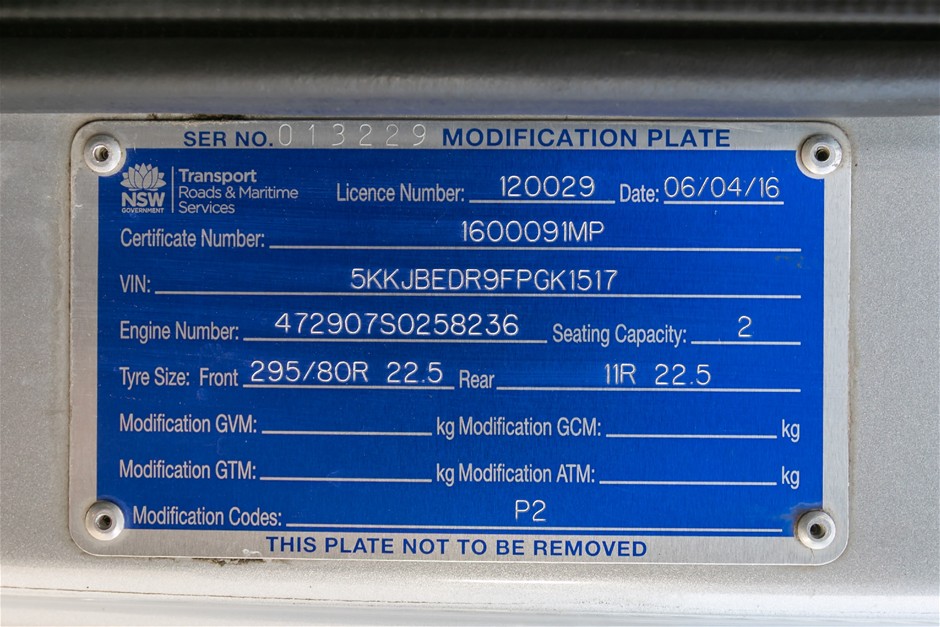 SER NO. 013229 MODIFICATION PLATE
NSW
GOVERNMENT
Transport
Roads & Maritime
Services
Licence Number: 120029 Date: 06/04/16
Certificate Number: 1600091MP
VIN: 5KKJBEDR9FPGK1517
Engine Number: 472907S0258236 Seating Capacity: 2
Tyre Size: Front 295/80R 22.5 Rear 11R 22.5
Modification GVM: kg Modification GCM: kg
Modification GTM: kg Modification ATM: kg
Modification Codes: P2
THIS PLATE NOT TO BE REMOVED